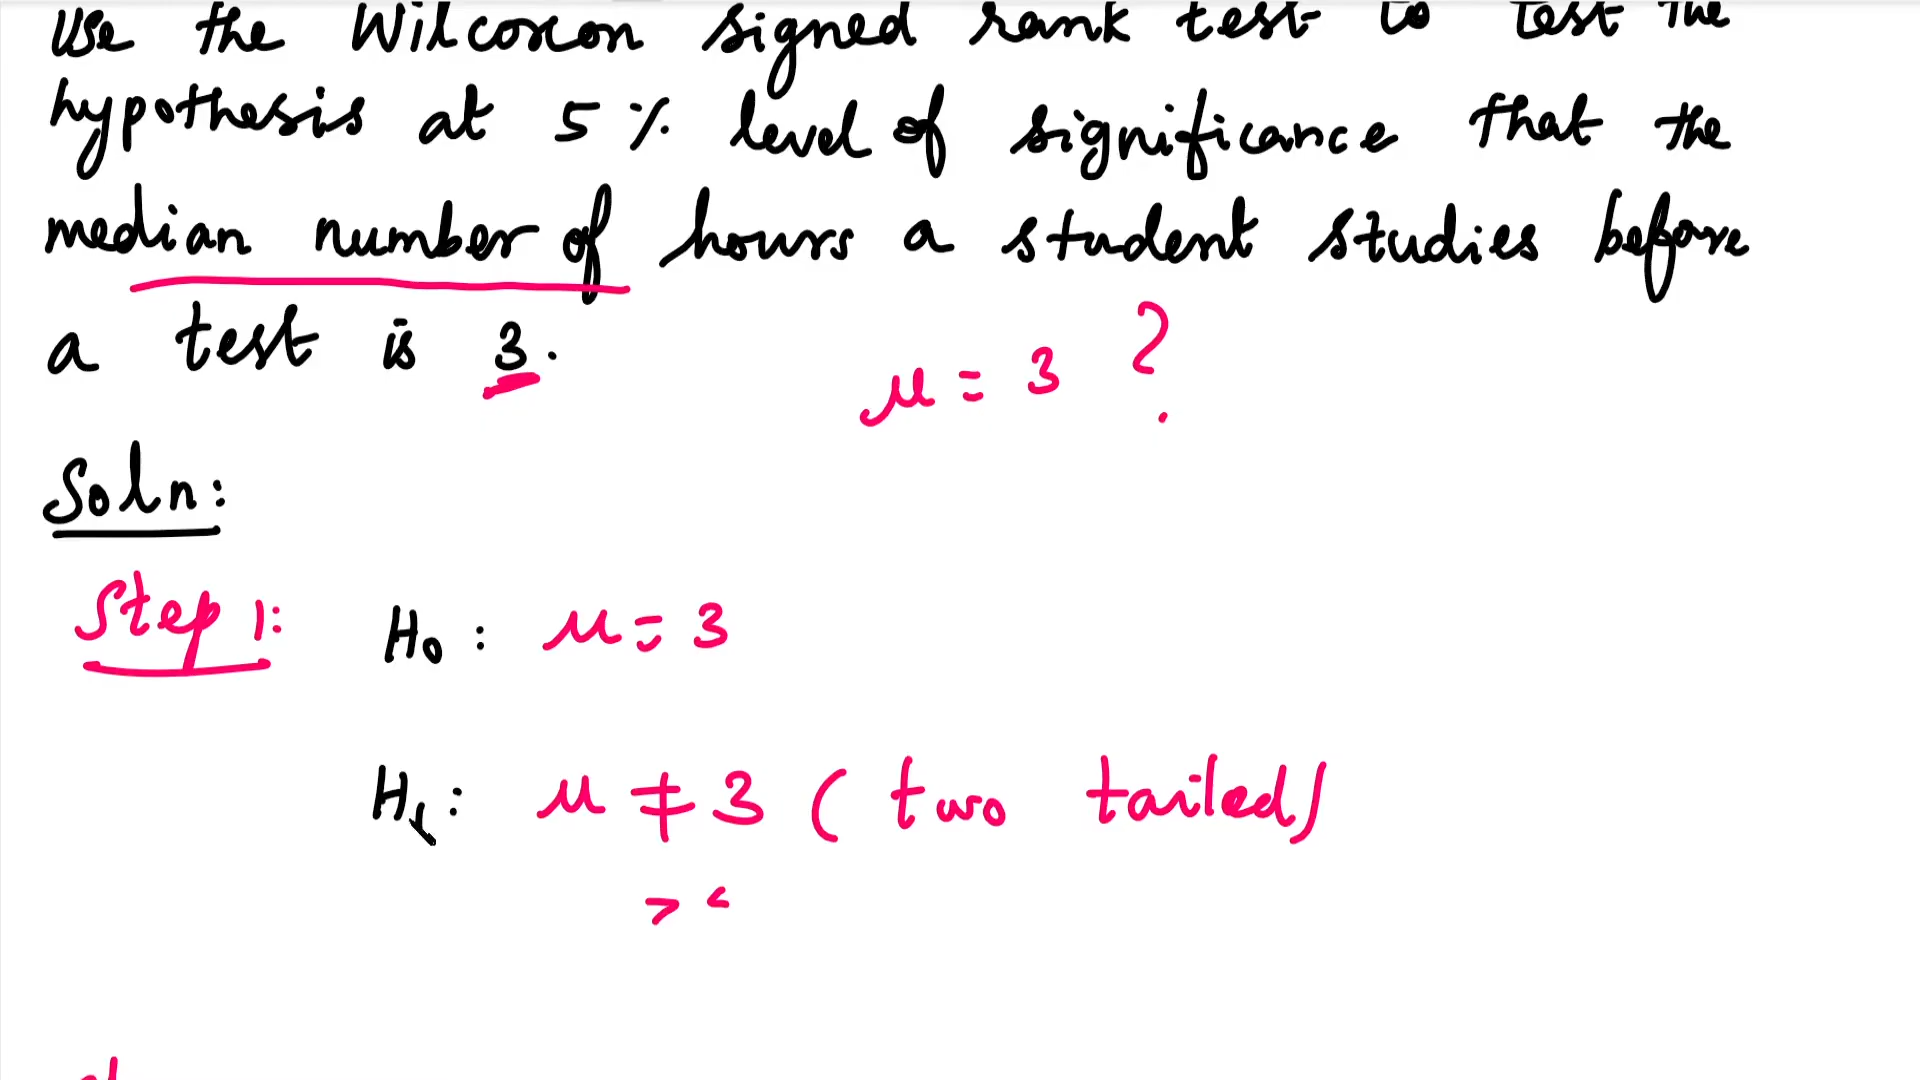 Use the Wilcoxon signed rank test to test the
hypothesis at 5 % level of significance that the
median number of hours a student studies before
a test is 3.
μ = 3 ?
Soln:
Step 1: H₀ : μ = 3
H₁ : μ ≠ 3 ( two tailed)
> <